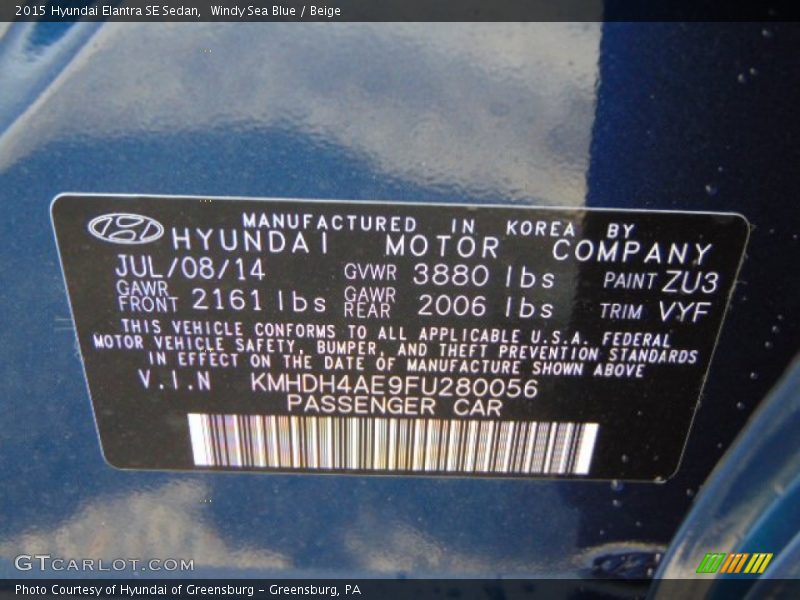 2015 Hyundai Elantra SE Sedan, Windy Sea Blue / Beige
MANUFACTURED IN KOREA BY
HYUNDAI MOTOR COMPANY
JUL/08/14 GVWR 3880 lbs PAINT ZU3
GAWR FRONT 2161 lbs GAWR REAR 2006 lbs TRIM VYF
THIS VEHICLE CONFORMS TO ALL APPLICABLE U.S.A. FEDERAL
MOTOR VEHICLE SAFETY, BUMPER, AND THEFT PREVENTION STANDARDS
IN EFFECT ON THE DATE OF MANUFACTURE SHOWN ABOVE
V.I.N KMHDH4AE9FU280056
PASSENGER CAR
GTCARLOT.COM
Photo Courtesy of Hyundai of Greensburg - Greensburg, PA